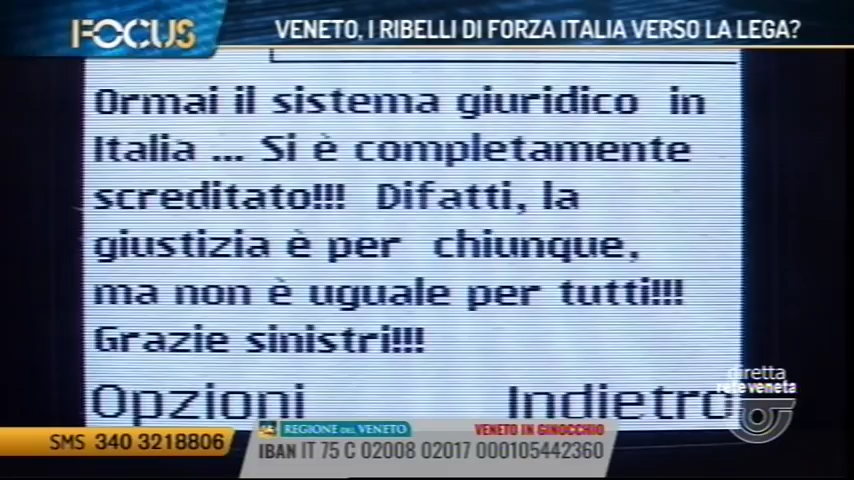 FOCUS
VENETO, I RIBELLI DI FORZA ITALIA VERSO LA LEGA?
Ormai il sistema giuridico in
Italia ... Si è completamente
screditato!!! Difatti, la
giustizia è per chiunque,
ma non è uguale per tutti!!!
Grazie sinistri!!!
Opzioni Indietro
diretta
reteveneta
SMS 340 3218806
REGIONE DEL VENETO
VENETO IN GINOCCHIO
IBAN IT 75 C 02008 02017 000105442360